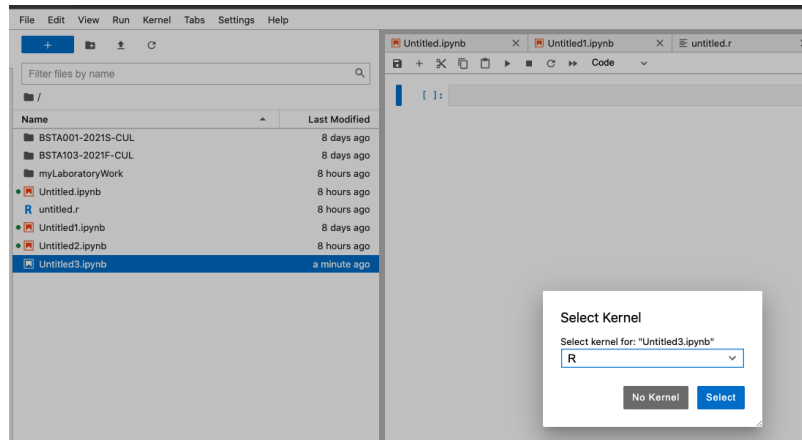 File Edit View Run Kernel Tabs Settings Help
+
Untitled.ipynb × Untitled1.ipynb × untitled.r
Filter files by name
+ Code
/
[ ]:
Name Last Modified
BSTA001-2021S-CUL 8 days ago
BSTA103-2021F-CUL 8 days ago
myLaboratoryWork 8 hours ago
Untitled.ipynb 8 hours ago
R untitled.r 8 hours ago
Untitled1.ipynb 8 days ago
Untitled2.ipynb 8 hours ago
Untitled3.ipynb a minute ago
Select Kernel
Select kernel for: "Untitled3.ipynb"
R
No Kernel Select